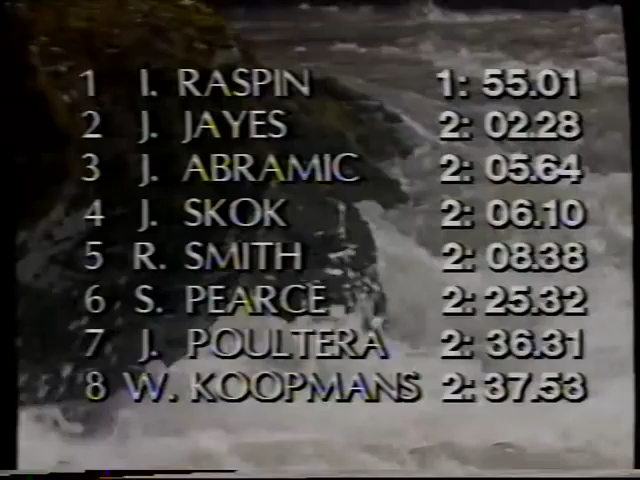 1 I. RASPIN 1: 55.01
2 J. JAYES 2: 02.28
3 J. ABRAMIC 2: 05.64
4 J. SKOK 2: 06.10
5 R. SMITH 2: 08.38
6 S. PEARCE 2: 25.32
7 J. POULTERA 2: 36.31
8 W. KOOPMANS 2: 37.53